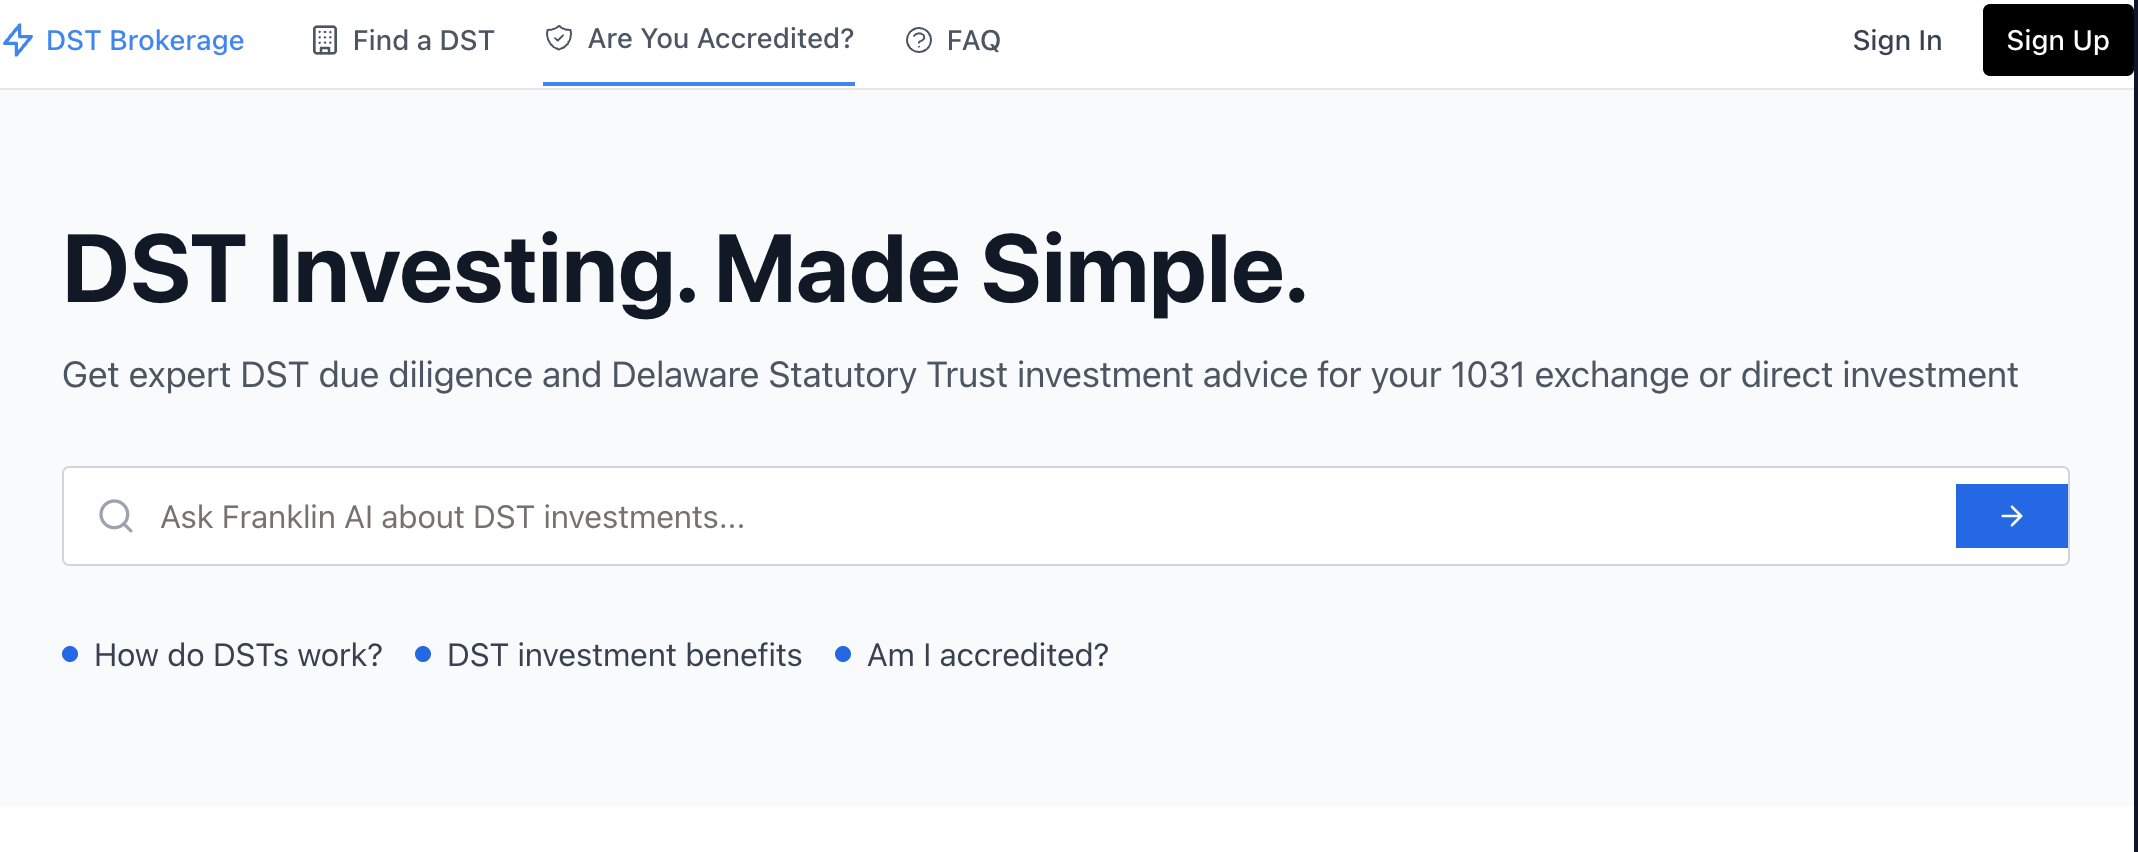 DST Brokerage Find a DST Are You Accredited? FAQ Sign In Sign Up
DST Investing. Made Simple.
Get expert DST due diligence and Delaware Statutory Trust investment advice for your 1031 exchange or direct investment
Ask Franklin AI about DST investments...
How do DSTs work? DST investment benefits Am I accredited?